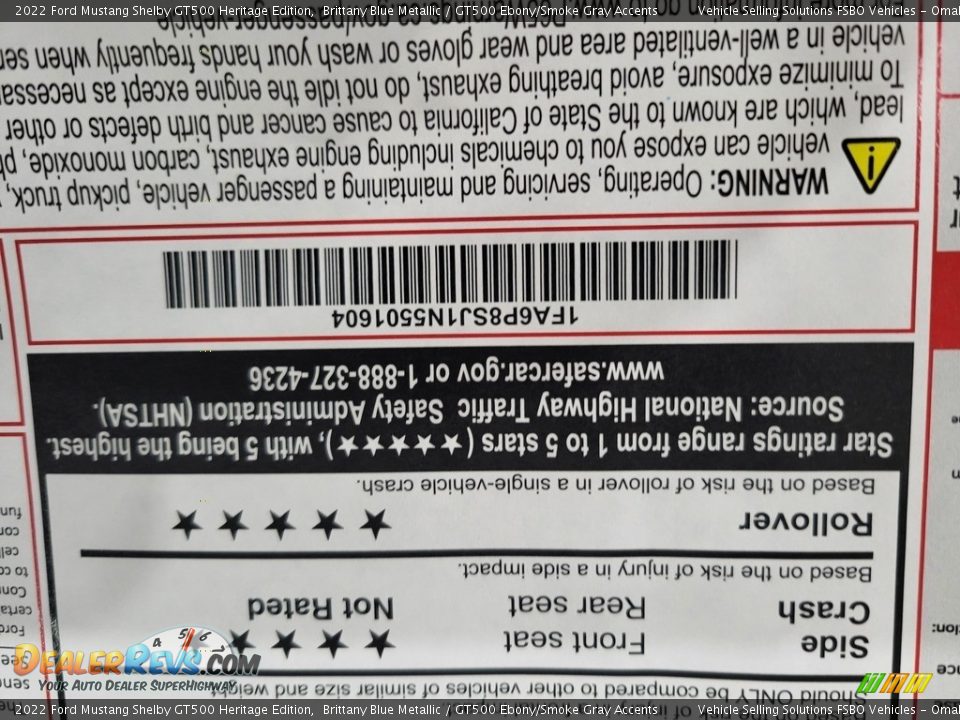 2022 Ford Mustang Shelby GT500 Heritage Edition,  Brittany Blue Metallic / GT500 Ebony/Smoke Gray Accents   Vehicle Selling Solutions FSBO Vehicles – Omah
should ONLY be compared to other vehicles of similar size and weight.
Side Crash
Front seat ★★★★
Rear seat Not Rated
Based on the risk of injury in a side impact.
Rollover ★★★★★
Based on the risk of rollover in a single-vehicle crash.
Star ratings range from 1 to 5 stars (★★★★★), with 5 being the highest.
Source: National Highway Traffic Safety Administration (NHTSA).
www.safercar.gov or 1-888-327-4236
1FA6P8SJ1N5501604
WARNING: Operating, servicing and maintaining a passenger vehicle, pickup truck,
vehicle can expose you to chemicals including engine exhaust, carbon monoxide,
lead, which are known to the State of California to cause cancer and birth defects or other
To minimize exposure, avoid breathing exhaust, do not idle the engine except as necessary
vehicle in a well-ventilated area and wear gloves or wash your hands frequently when
DealerRevs.com
Your Auto Dealer SuperHighway
2022 Ford Mustang Shelby GT500 Heritage Edition,  Brittany Blue Metallic / GT500 Ebony/Smoke Gray Accents   Vehicle Selling Solutions FSBO Vehicles – Omah